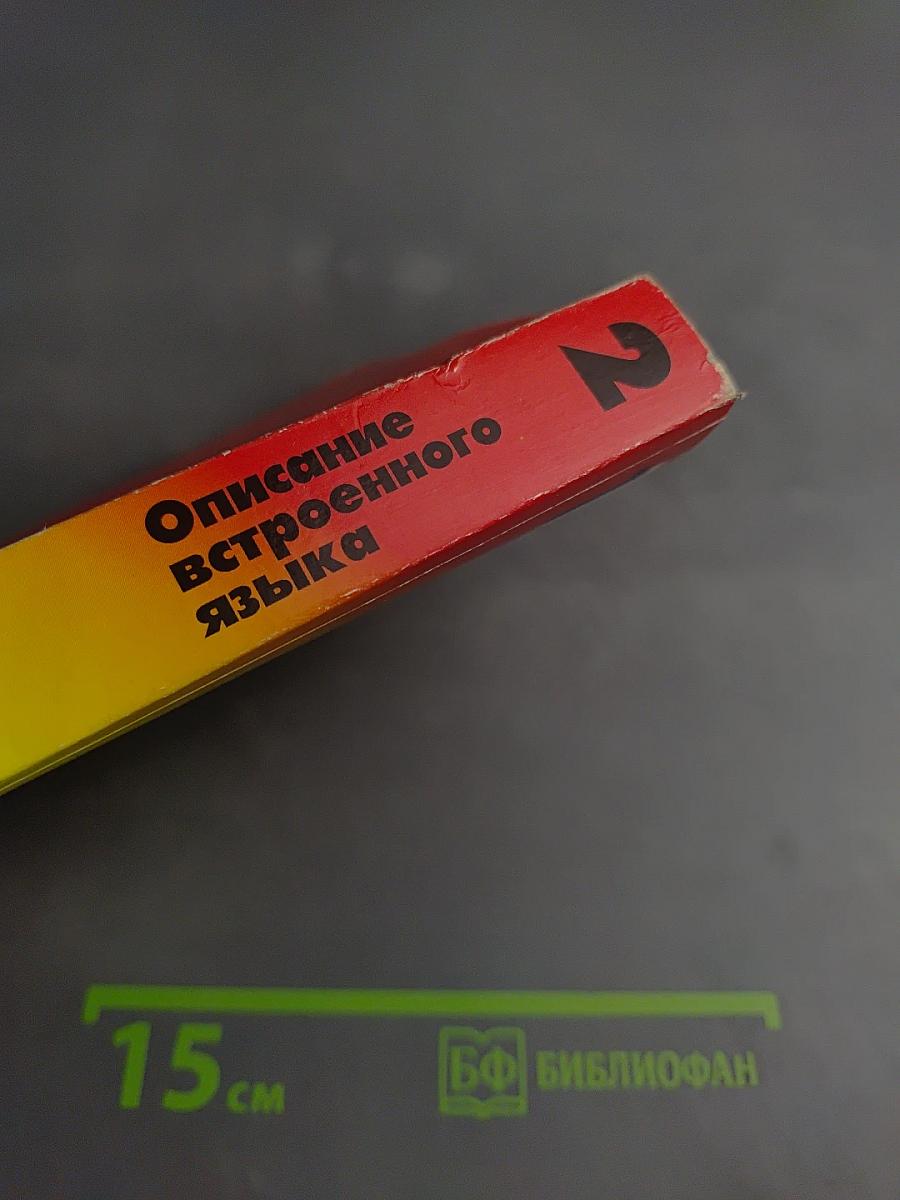 Описание
встроенного
языка
2
15 см
БФ БИБЛИОФАН